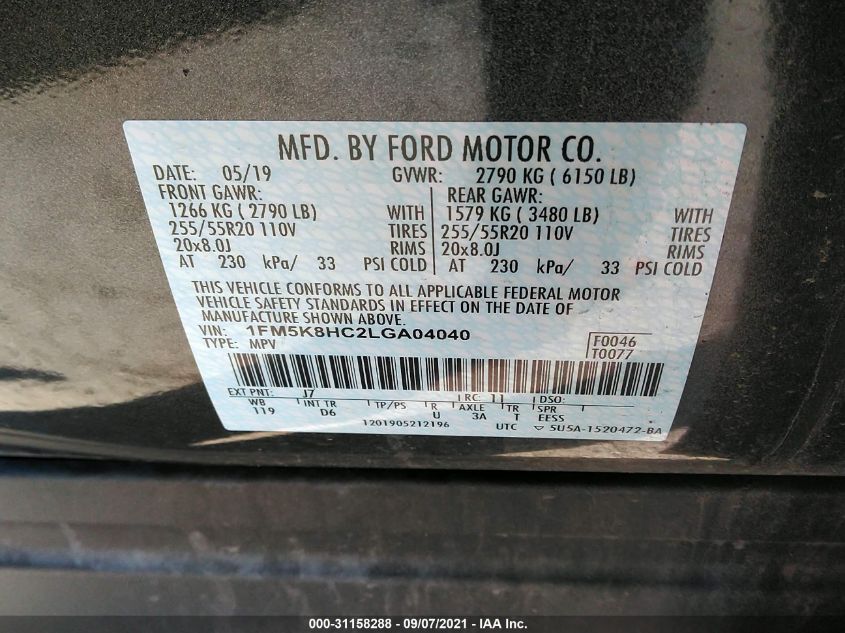 MFD. BY FORD MOTOR CO.
DATE: 05/19 GVWR: 2790 KG ( 6150 LB)
FRONT GAWR: REAR GAWR:
1266 KG ( 2790 LB) WITH 1579 KG ( 3480 LB) WITH
255/55R20 110V TIRES 255/55R20 110V TIRES
20x8.0J RIMS 20x8.0J RIMS
AT 230 kPa/ 33 PSI COLD AT 230 kPa/ 33 PSI COLD
THIS VEHICLE CONFORMS TO ALL APPLICABLE FEDERAL MOTOR
VEHICLE SAFETY STANDARDS IN EFFECT ON THE DATE OF
MANUFACTURE SHOWN ABOVE.
VIN: 1FM5K8HC2LGA04040 F0046
TYPE: MPV T0077
EXT PNT: J7 RC: 11 DSO:
WB INT TR TP/PS R AXLE TR SPR
119 D6 U 3A T EESS
1201905212196 UTC 5U5A-1520472-BA
000-31158288 - 09/07/2021 - IAA Inc.